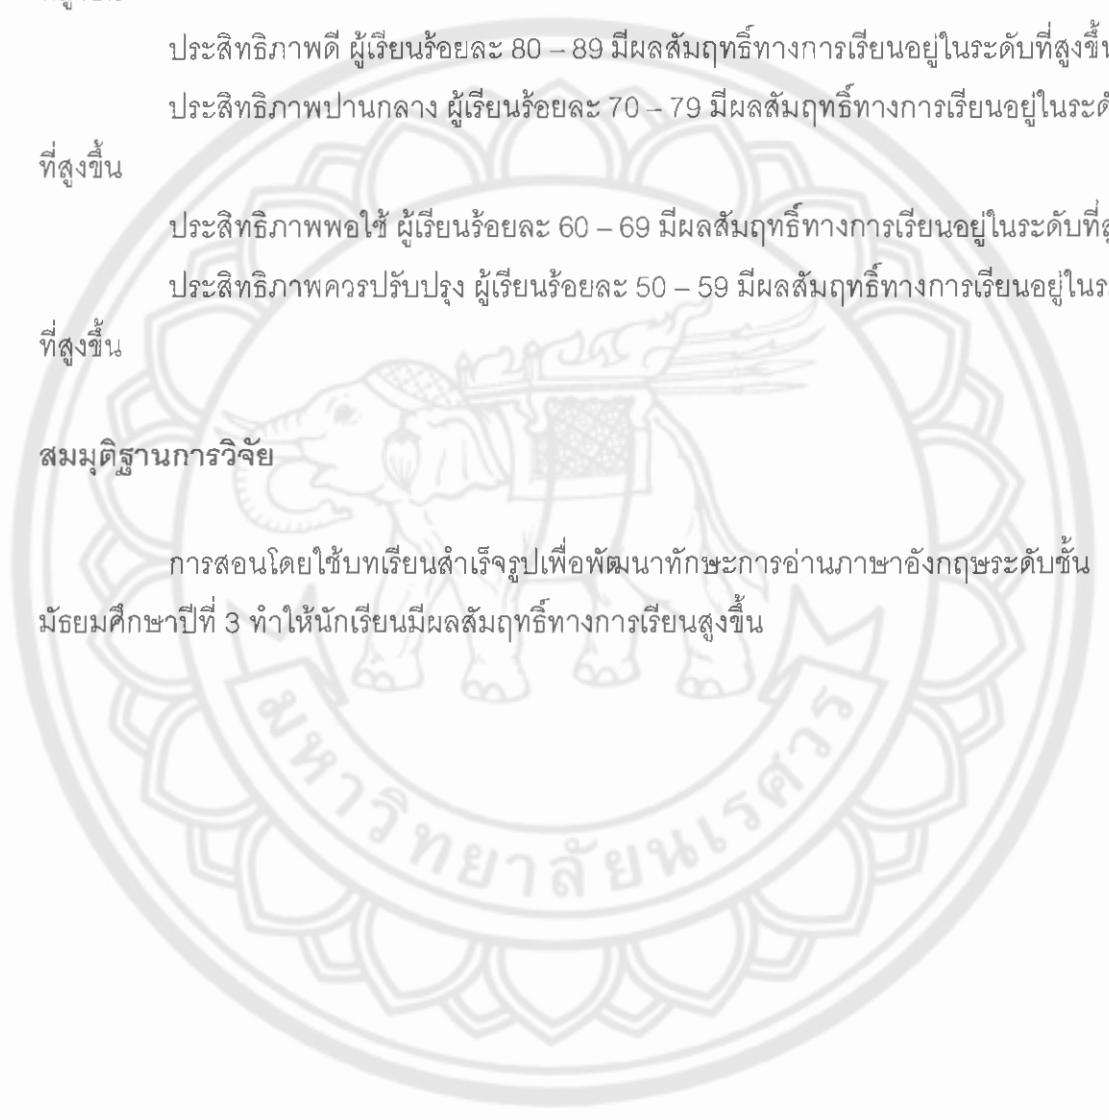 ประสิทธิภาพดี ผู้เรียนร้อยละ 80 – 89 มีผลสัมฤทธิ์ทางการเรียนอยู่ในระดับที่สูงขึ้น
ประสิทธิภาพปานกลาง ผู้เรียนร้อยละ 70 – 79 มีผลสัมฤทธิ์ทางการเรียนอยู่ใน
ที่สูงขึ้น
ประสิทธิภาพพอใช้ ผู้เรียนร้อยละ 60 – 69 มีผลสัมฤทธิ์ทางการเรียนอยู่ในระดับที่
ประสิทธิภาพควรปรับปรุง ผู้เรียนร้อยละ 50 – 59 มีผลสัมฤทธิ์ทางการเรียนอยู่ใน
ที่สูงขึ้น
สมมุติฐานการวิจัย
การสอนโดยใช้บทเรียนสำเร็จรูปเพื่อพัฒนาทักษะการอ่านภาษาอังกฤษระดับชั้น
มัธยมศึกษาปีที่ 3 ทำให้นักเรียนมีผลสัมฤทธิ์ทางการเรียนสูงขึ้น
มหาวิทยาลัยนเรศวร